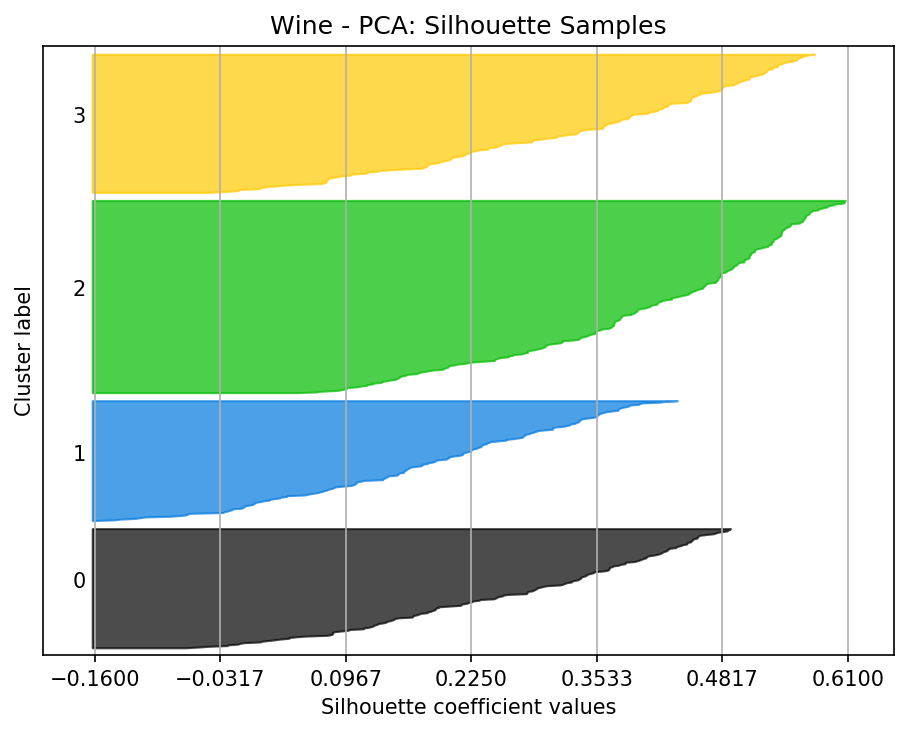 Wine - PCA: Silhouette Samples
3
2
1
0
Cluster label
−0.1600 −0.0317 0.0967 0.2250 0.3533 0.4817 0.6100
Silhouette coefficient values